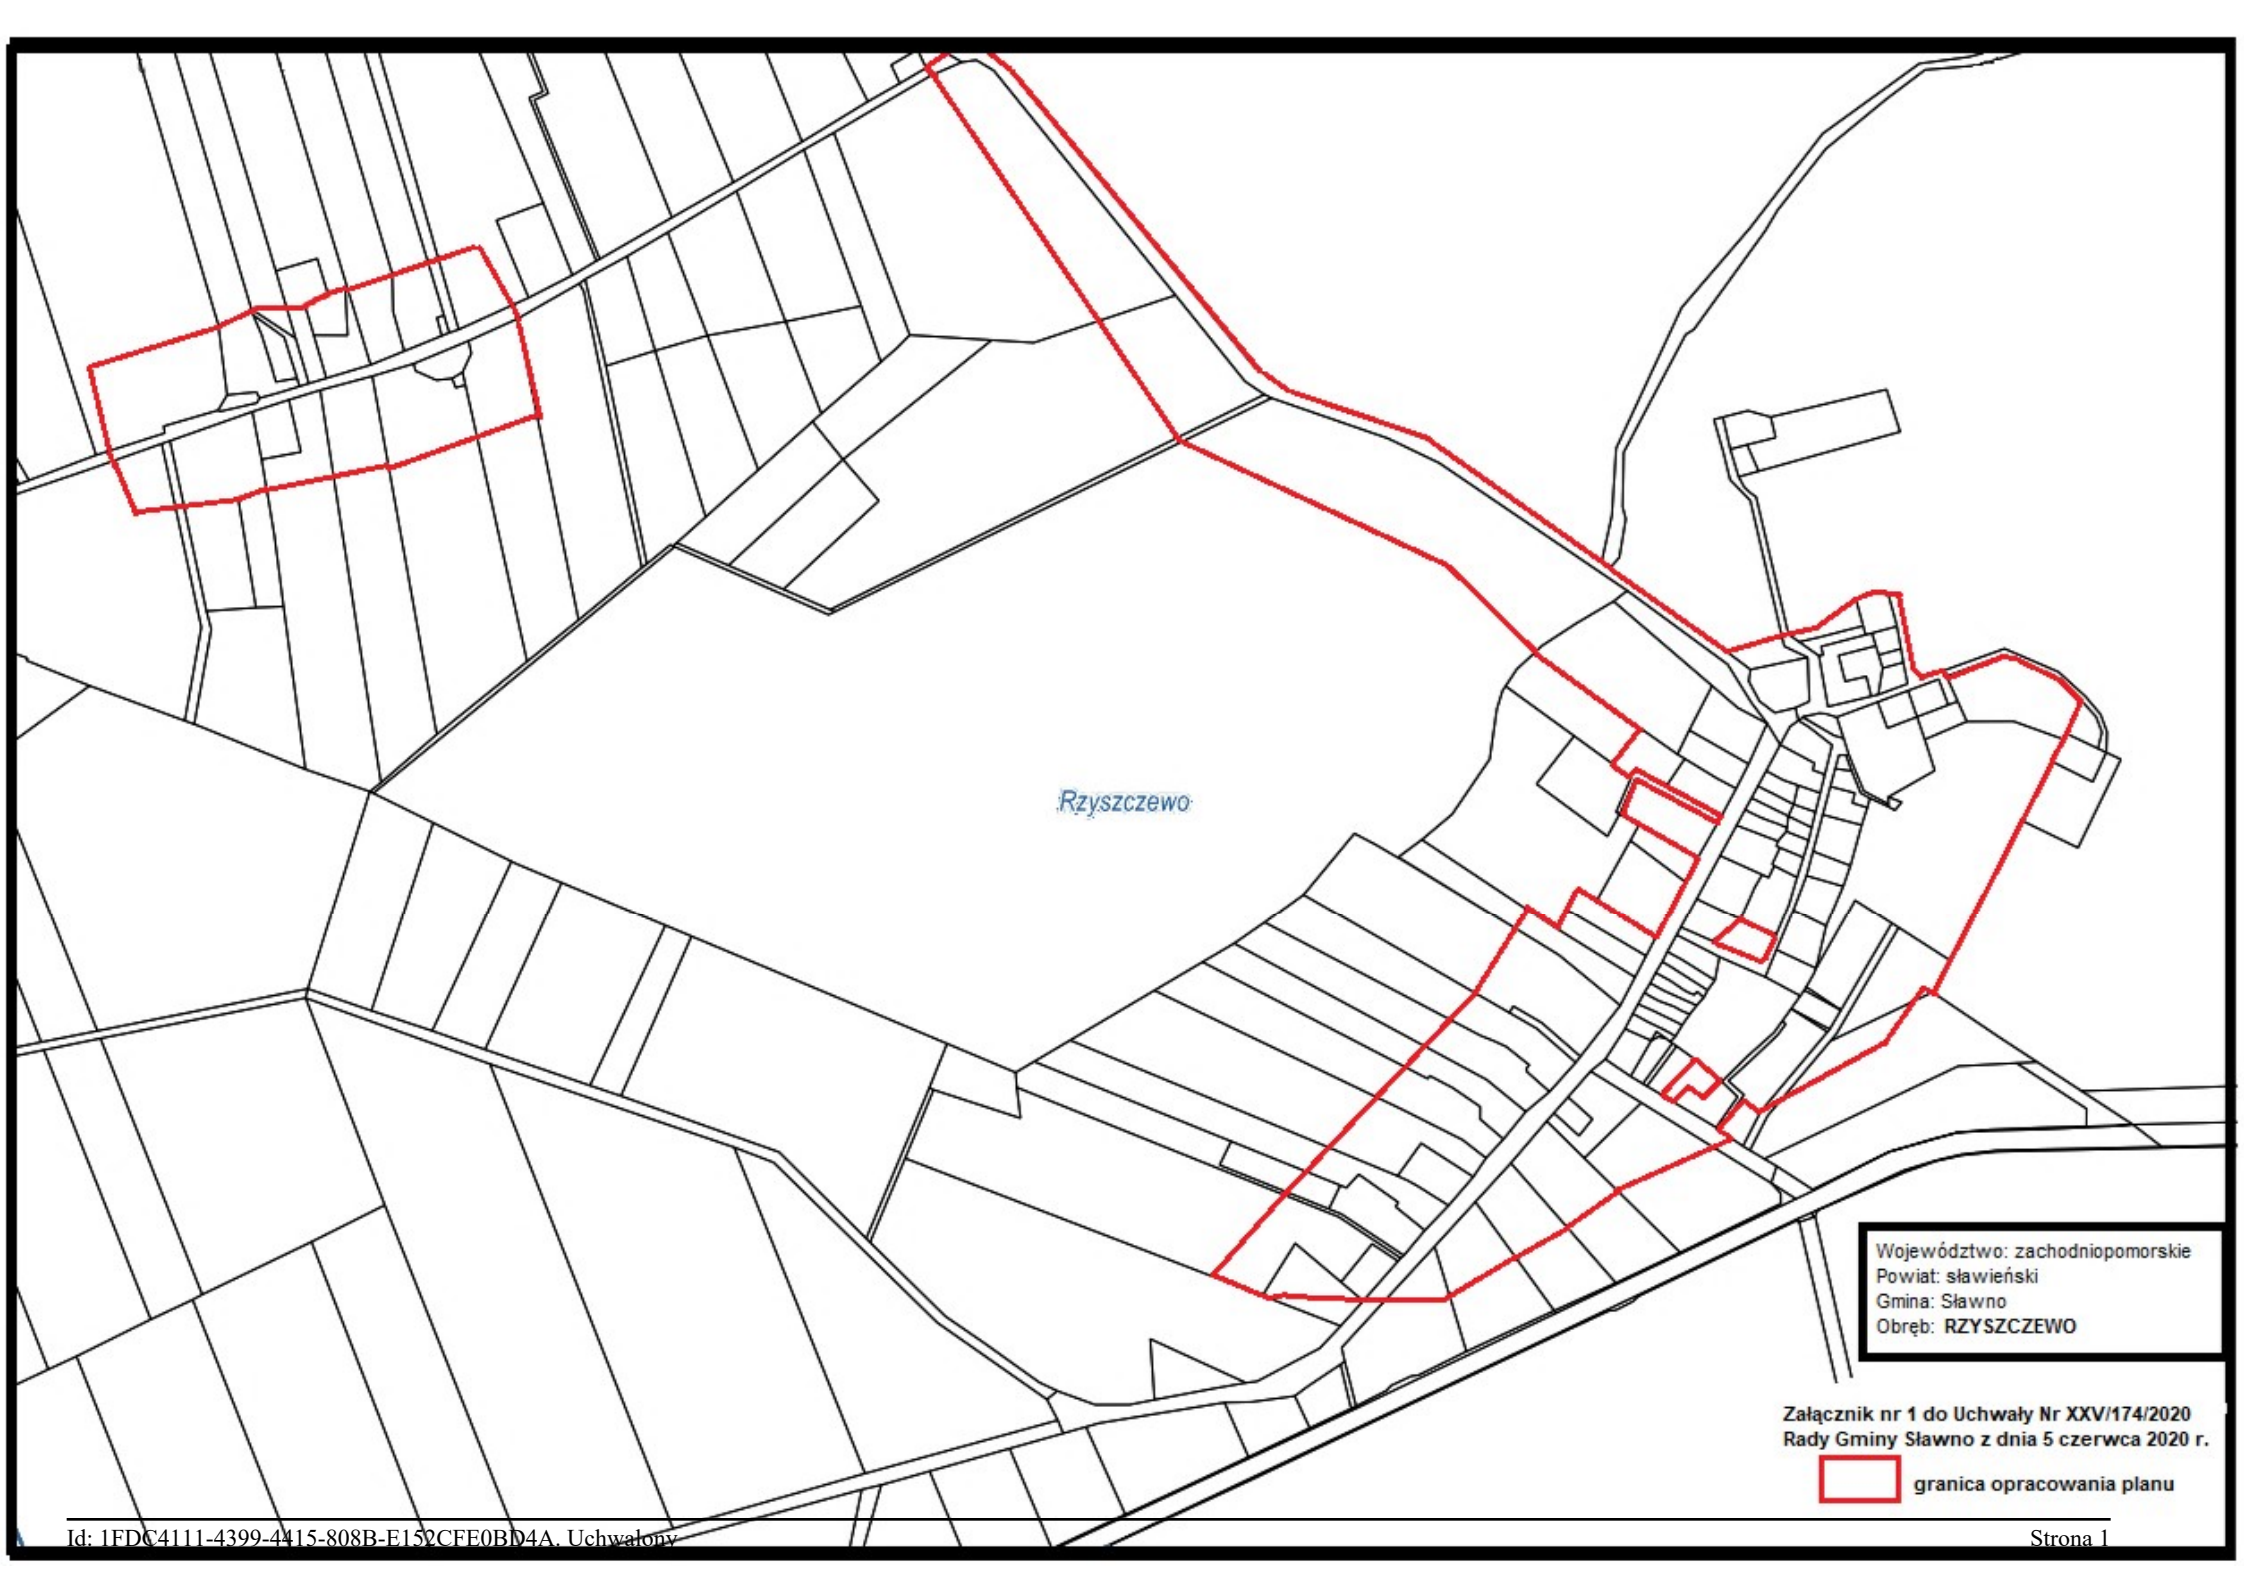 Rzyszczewo
Województwo: zachodniopomorskie
Powiat: sławieński
Gmina: Sławno
Obręb: RZYSZCZEWO
Załącznik nr 1 do Uchwały Nr XXV/174/2020
Rady Gminy Sławno z dnia 5 czerwca 2020 r.
granica opracowania planu
Id: 1FDC4111-4399-4415-808B-E152CFE0BD4A. Uchwalony
Strona 1